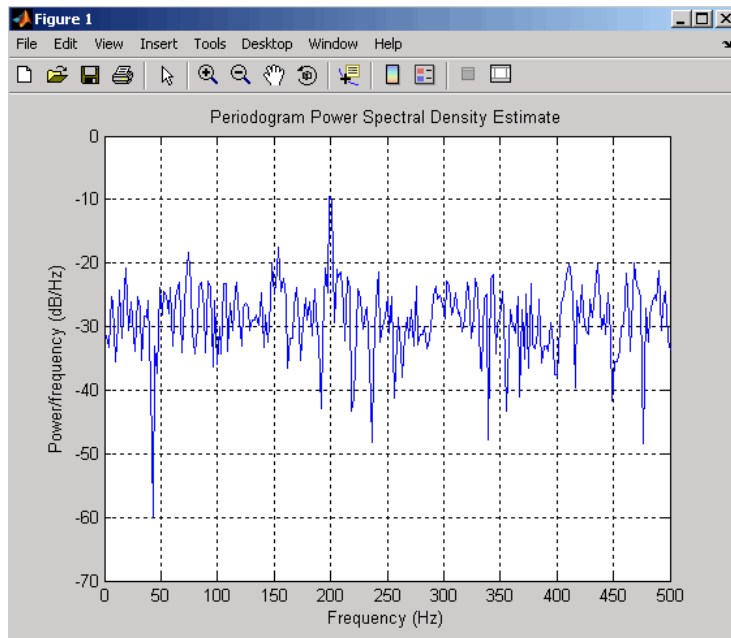 Figure 1
File Edit View Insert Tools Desktop Window Help
Periodogram Power Spectral Density Estimate
Power/frequency (dB/Hz)
0
-10
-20
-30
-40
-50
-60
-70
0 50 100 150 200 250 300 350 400 450 500
Frequency (Hz)